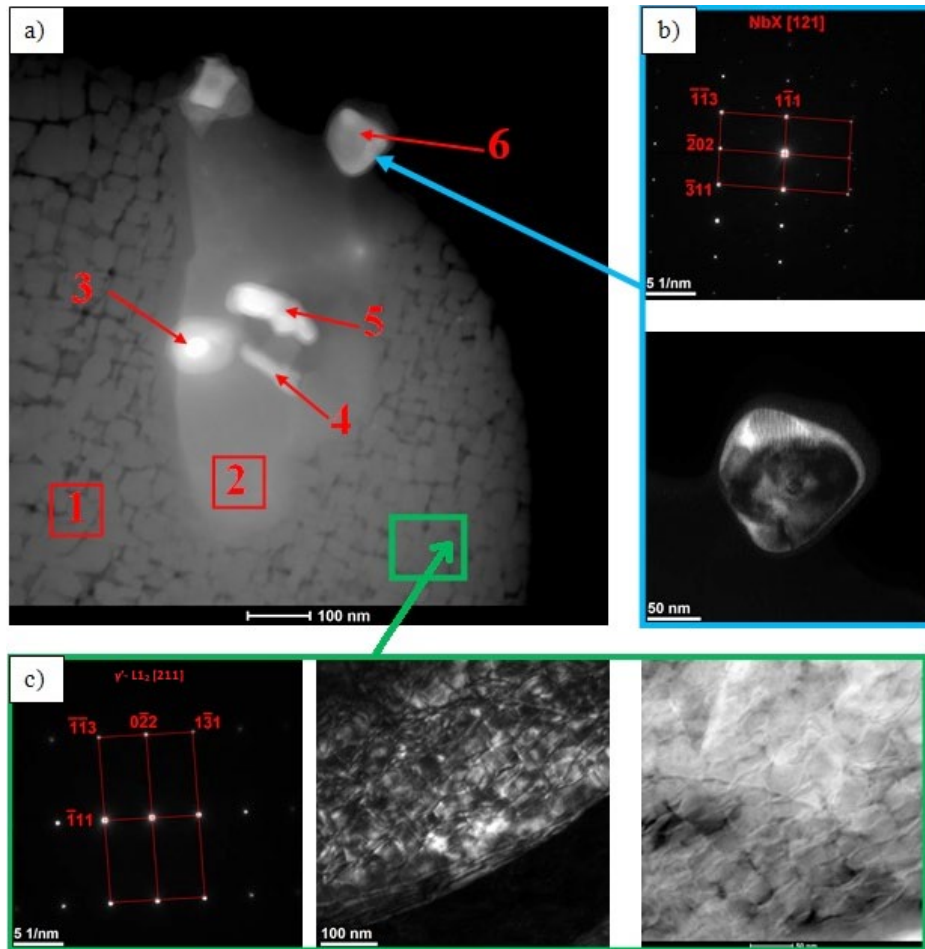 a)
6
3
5
4
2
1
100 nm
b)
NbX [121]
1̄1̄3
11̄1
2̄02
3̄11
5 1/nm
50 nm
c)
γ'- L1₂ [211]
1̄1̄3
02̄2
13̄1
1̄11
5 1/nm
100 nm
50 nm